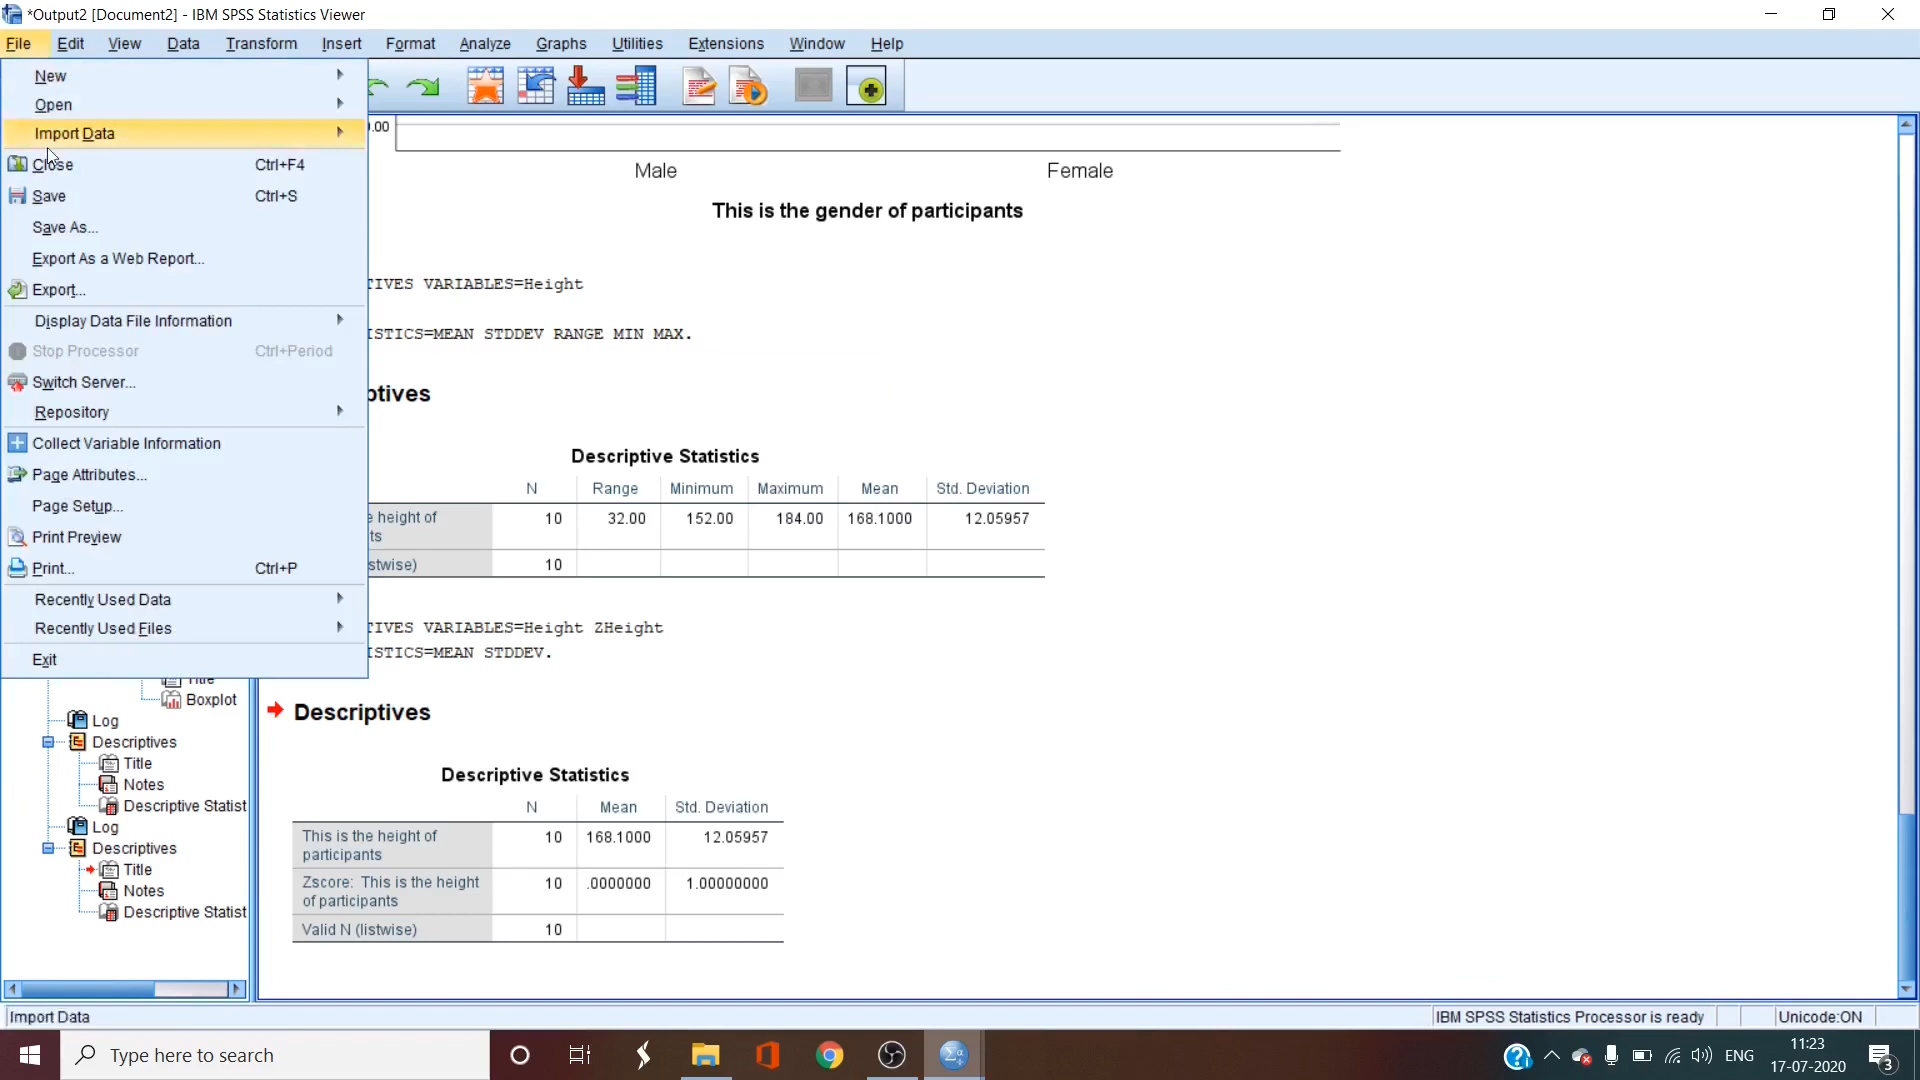 *Output2 [Document2] - IBM SPSS Statistics Viewer
File Edit View Data Transform Insert Format Analyze Graphs Utilities Extensions Window Help
New
Open
Import Data
Close Ctrl+F4
Save Ctrl+S
Save As...
Export As a Web Report...
Export...
Display Data File Information
Stop Processor Ctrl+Period
Switch Server...
Repository
Collect Variable Information
Page Attributes...
Page Setup...
Print Preview
Print... Ctrl+P
Recently Used Data
Recently Used Files
Exit
Title
Boxplot
Log
Descriptives
Title
Notes
Descriptive Statist
Log
Descriptives
Title
Notes
Descriptive Statist
.00
Male Female
This is the gender of participants
TIVES VARIABLES=Height
ISTICS=MEAN STDDEV RANGE MIN MAX.
ptives
Descriptive Statistics
N Range Minimum Maximum Mean Std. Deviation
e height of 10 32.00 152.00 184.00 168.1000 12.05957
ts
stwise) 10
TIVES VARIABLES=Height ZHeight
ISTICS=MEAN STDDEV.
Descriptives
Descriptive Statistics
N Mean Std. Deviation
This is the height of 10 168.1000 12.05957
participants
Zscore: This is the height 10 .0000000 1.00000000
of participants
Valid N (listwise) 10
Import Data IBM SPSS Statistics Processor is ready Unicode:ON
Type here to search
ENG
11:23
17-07-2020
3